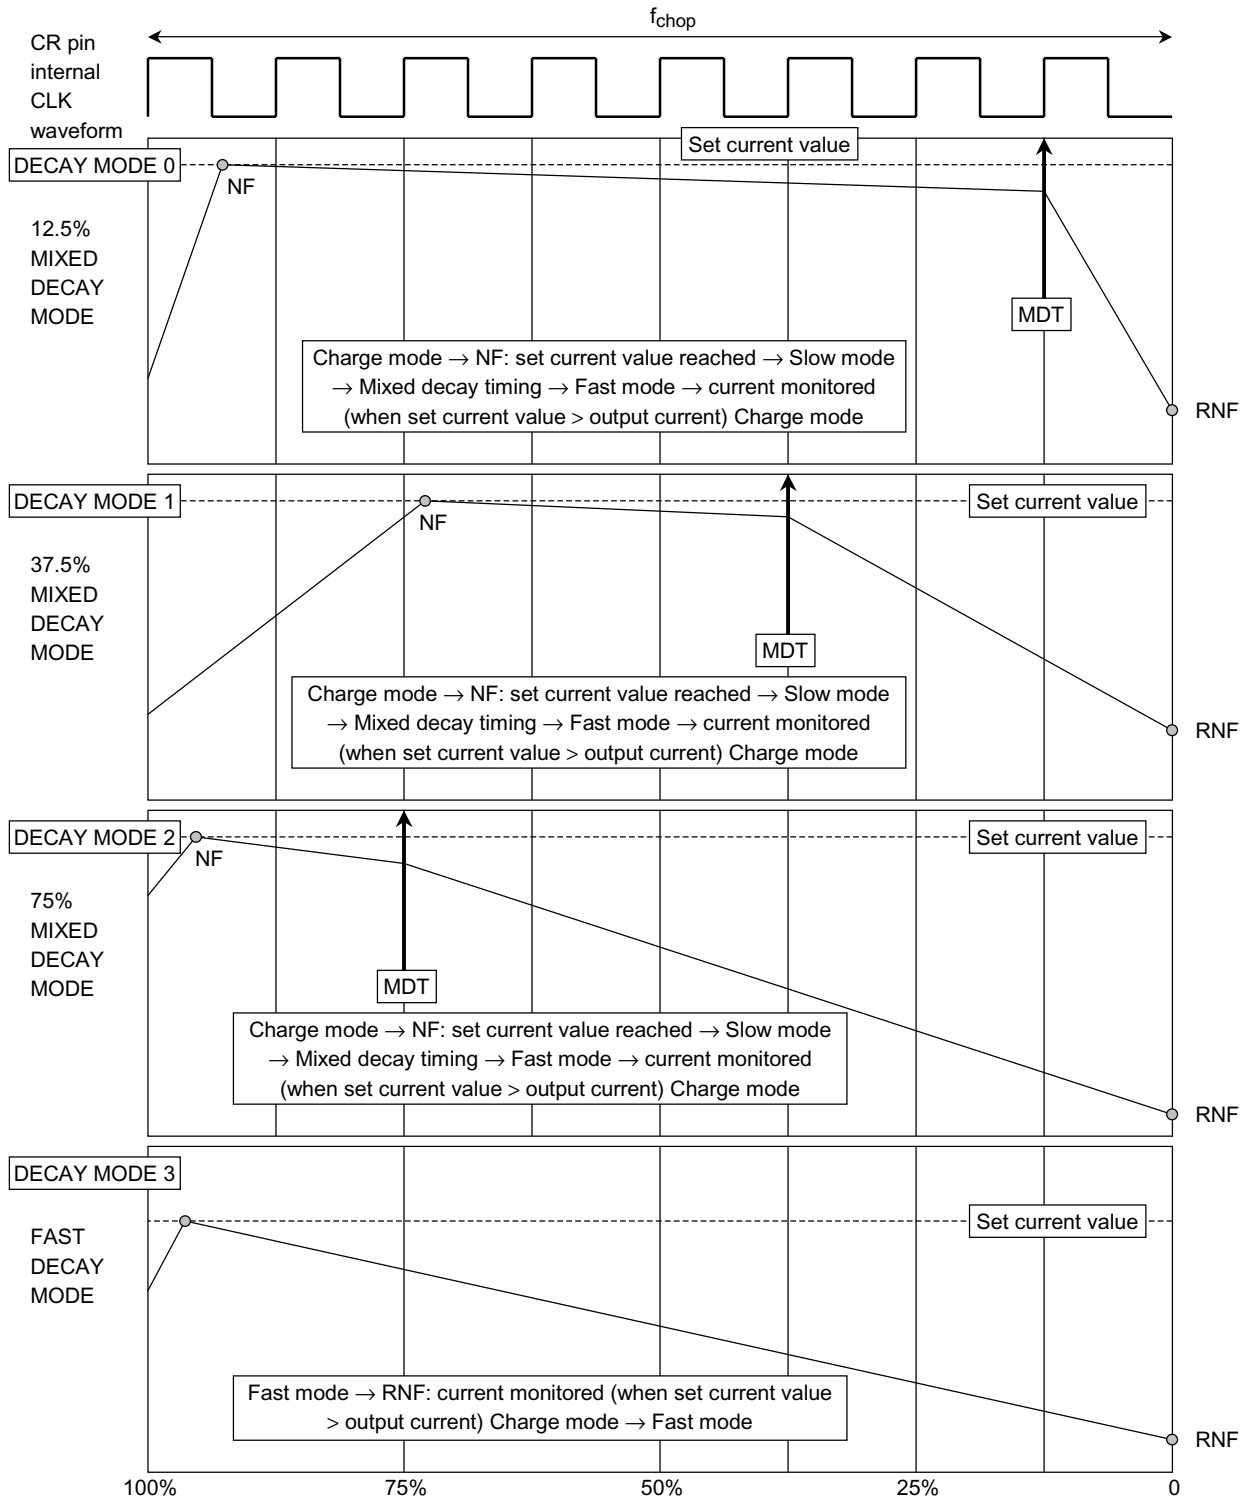 f_chop
CR pin
internal
CLK
waveform
Set current value
DECAY MODE 0
NF
12.5%
MIXED
DECAY
MODE
MDT
Charge mode → NF: set current value reached → Slow mode
→ Mixed decay timing → Fast mode → current monitored
(when set current value > output current) Charge mode
RNF
DECAY MODE 1
Set current value
NF
37.5%
MIXED
DECAY
MODE
MDT
Charge mode → NF: set current value reached → Slow mode
→ Mixed decay timing → Fast mode → current monitored
(when set current value > output current) Charge mode
RNF
DECAY MODE 2
Set current value
NF
75%
MIXED
DECAY
MODE
MDT
Charge mode → NF: set current value reached → Slow mode
→ Mixed decay timing → Fast mode → current monitored
(when set current value > output current) Charge mode
RNF
DECAY MODE 3
Set current value
FAST
DECAY
MODE
Fast mode → RNF: current monitored (when set current value
> output current) Charge mode → Fast mode
RNF
100%
75%
50%
25%
0